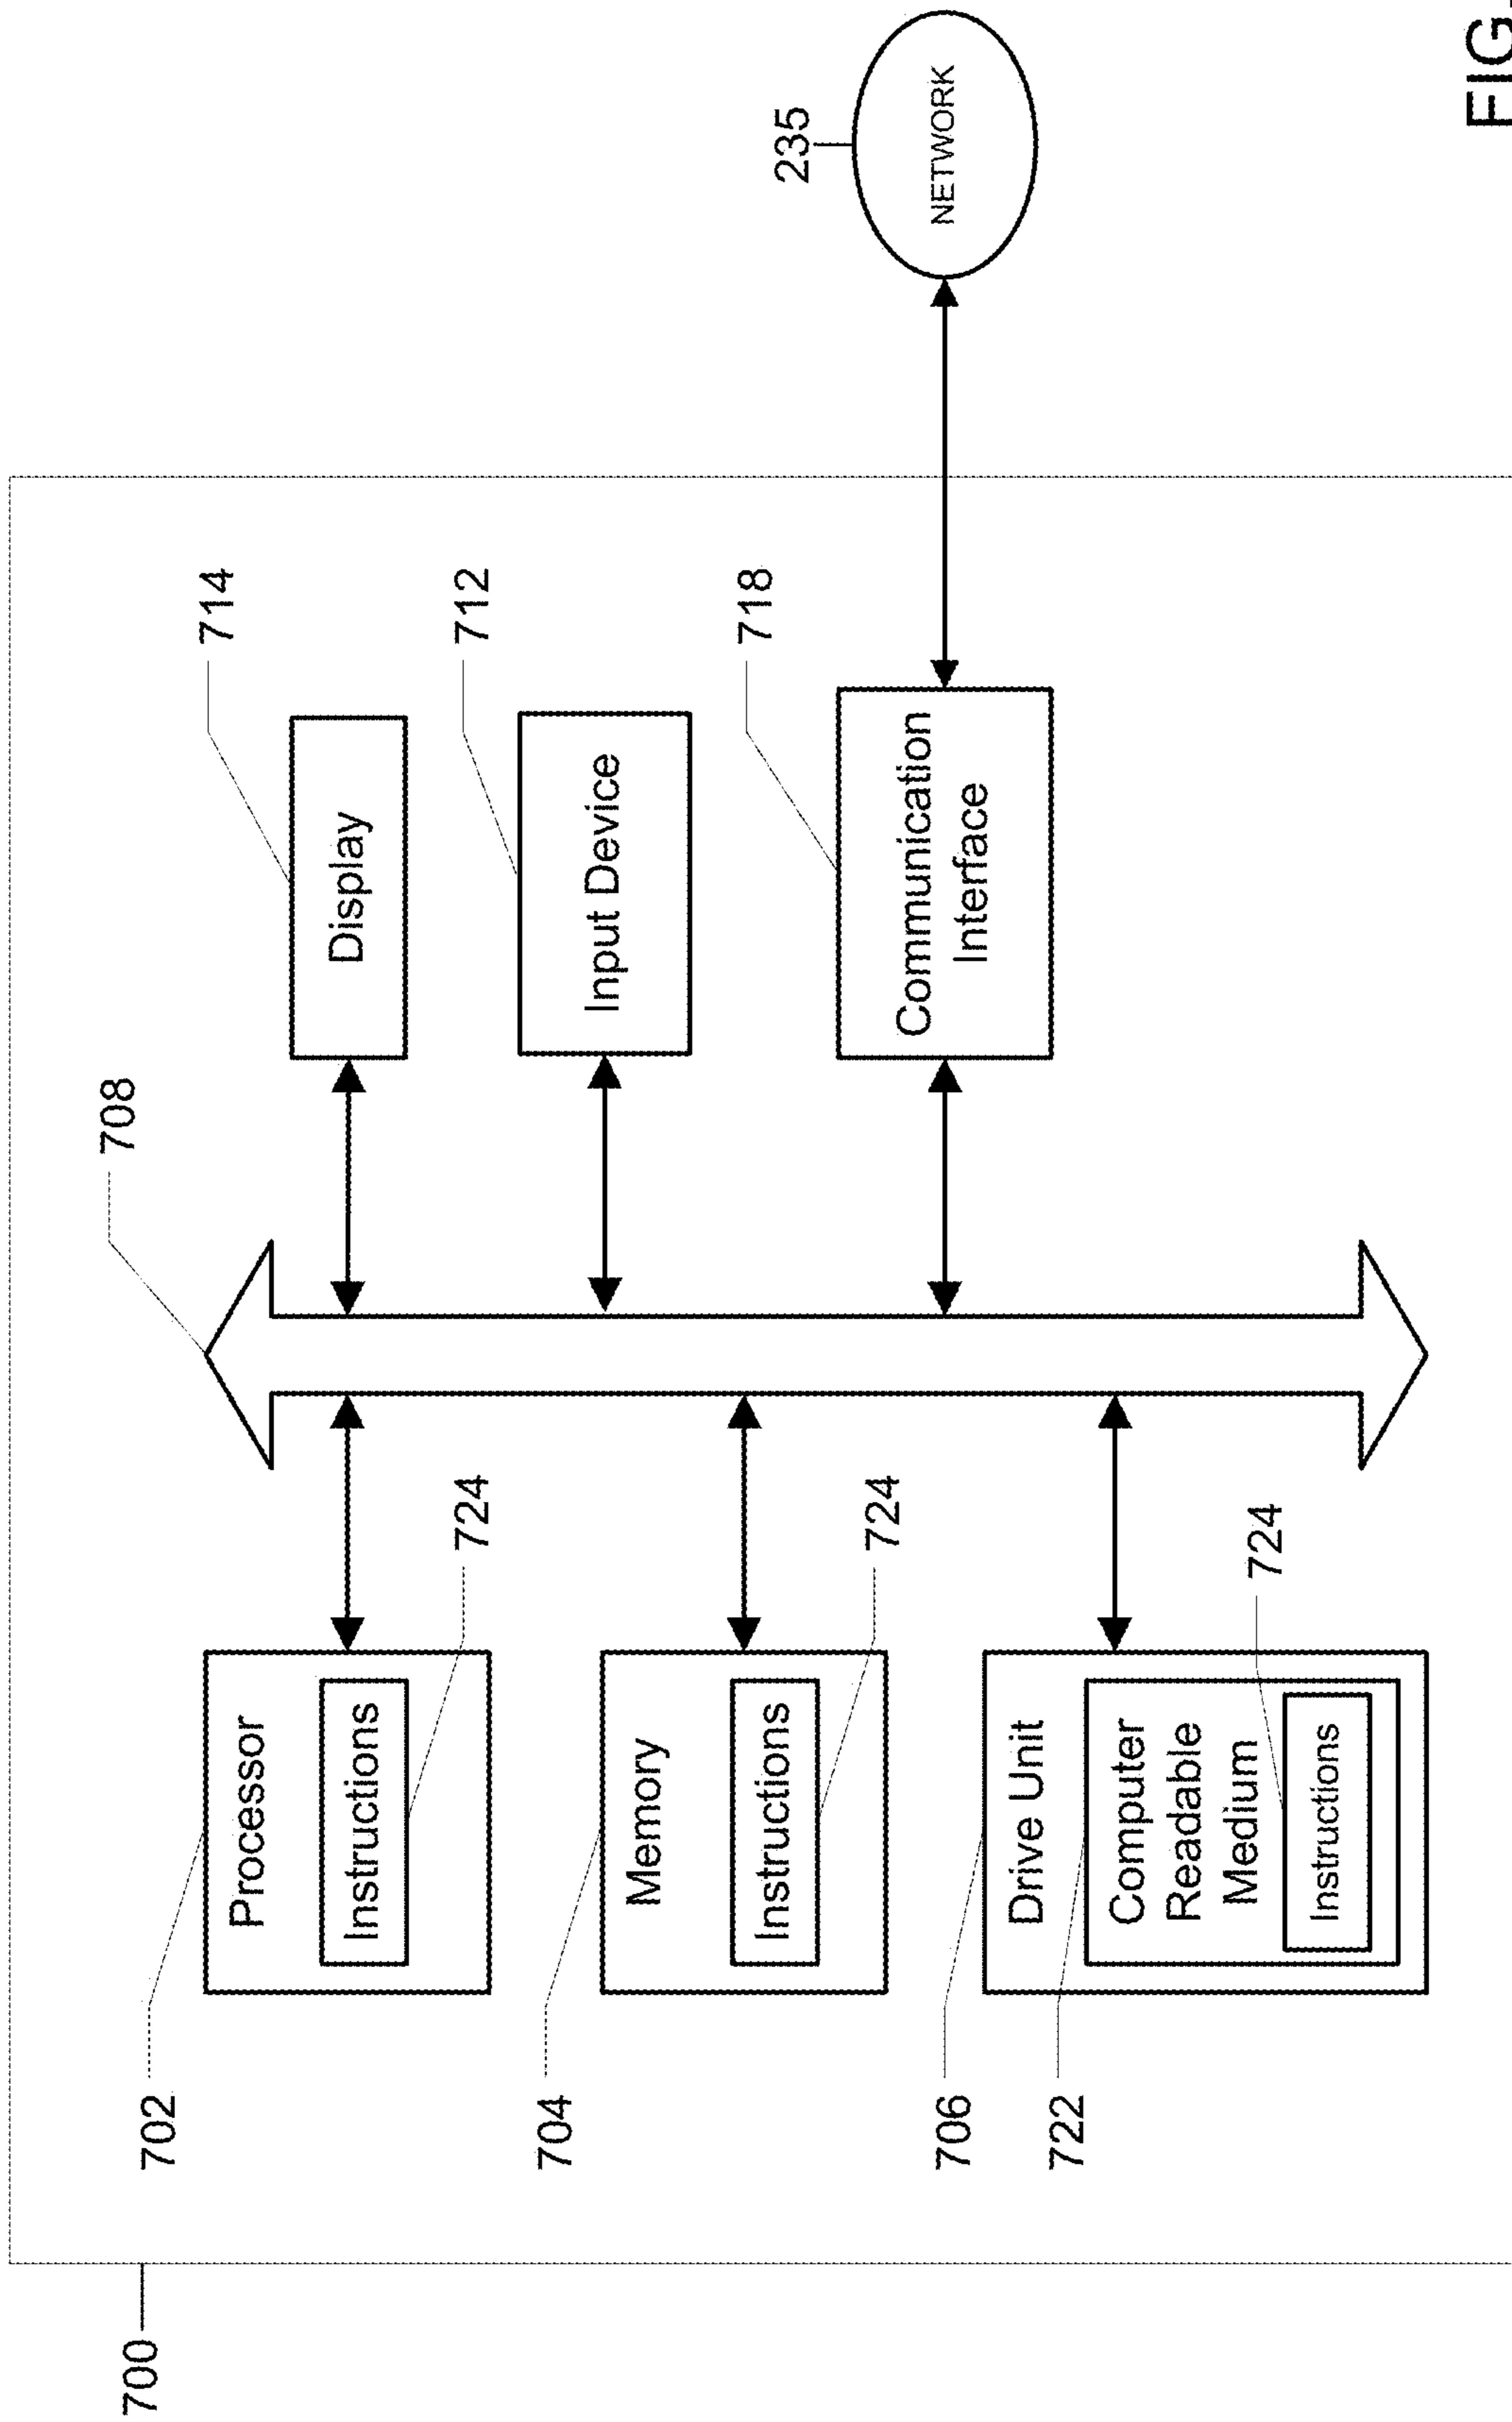 700
702
Processor
Instructions
724
704
Memory
Instructions
724
706
Drive Unit
722
Computer
Readable
Medium
Instructions
724
708
714
Display
712
Input Device
718
Communication
Interface
235
NETWORK
FIG.